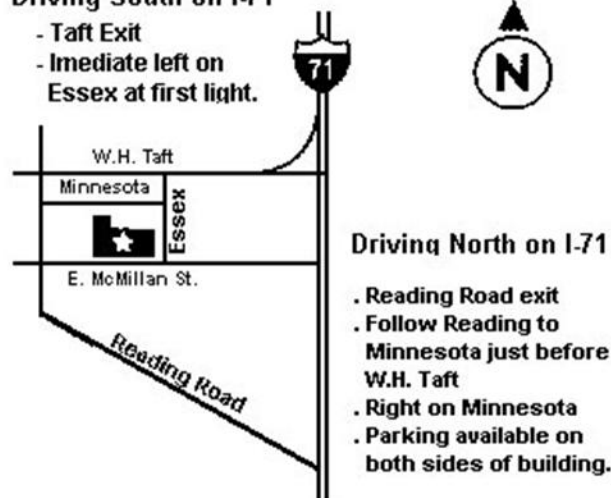 Driving South on I-71
- Taft Exit
- Imediate left on
Essex at first light.
71
N
W.H. Taft
Minnesota
Essex
E. McMillan St.
Reading Road
Driving North on I-71
. Reading Road exit
. Follow Reading to
Minnesota just before
W.H. Taft
. Right on Minnesota
. Parking available on
both sides of building.